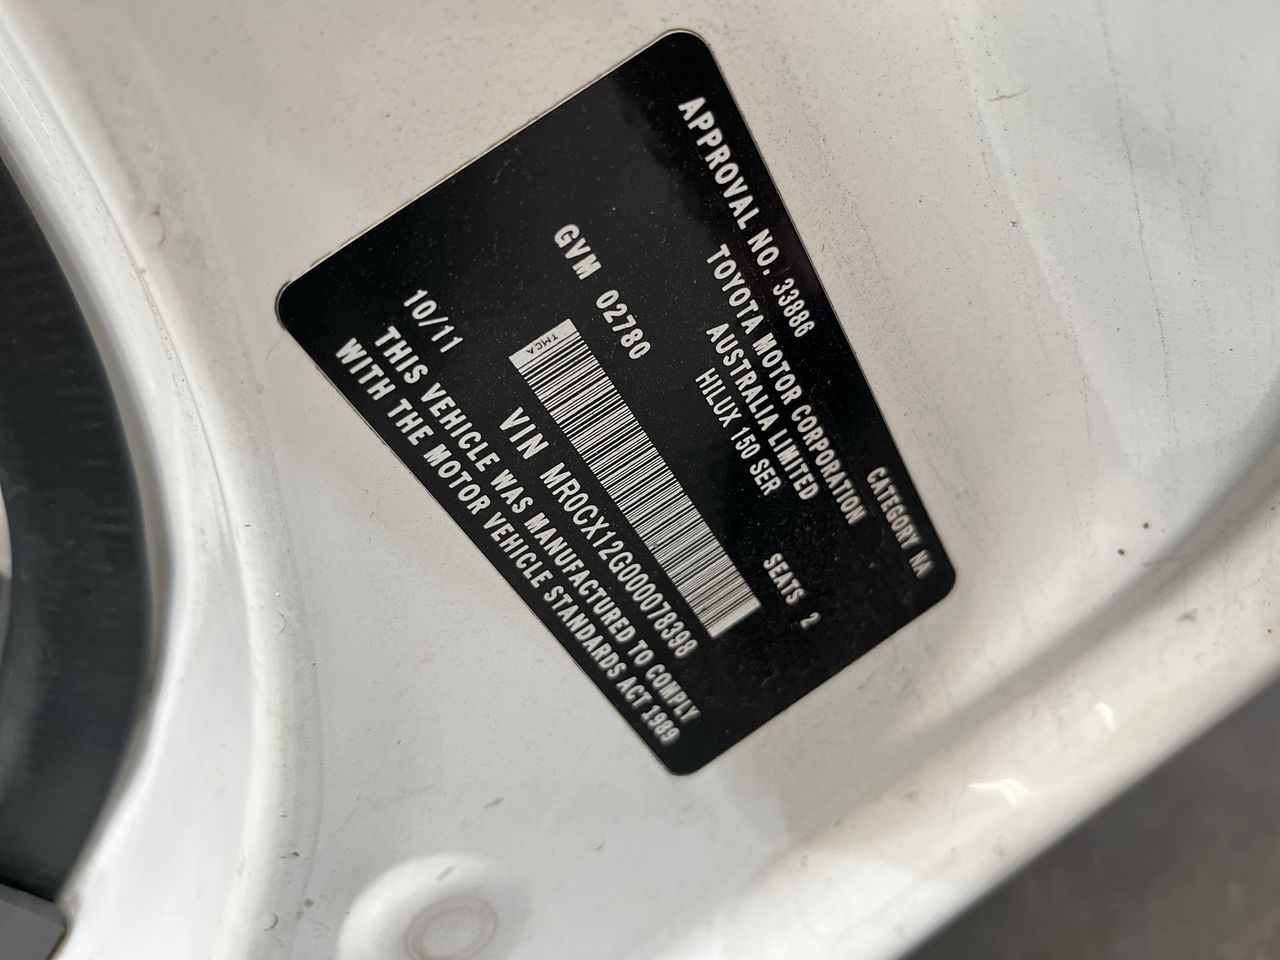 APPROVAL NO. 33886 CATEGORY NA
TOYOTA MOTOR CORPORATION
AUSTRALIA LIMITED
HILUX 150 SER
GVM 02780 SEATS 2
TMCA
VIN MR0CX12G000078398
10/11
THIS VEHICLE WAS MANUFACTURED TO COMPLY
WITH THE MOTOR VEHICLE STANDARDS ACT 1989